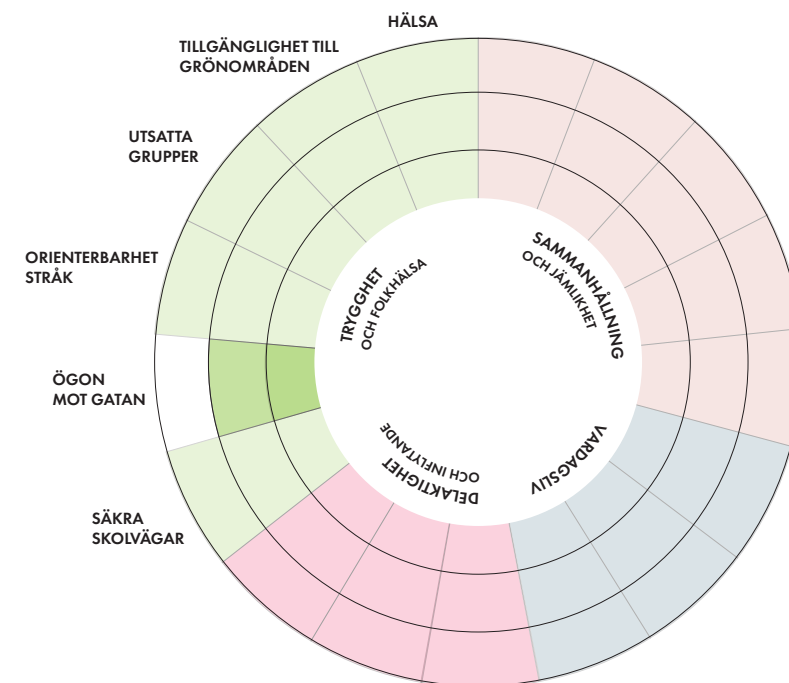 HÄLSA
TILLGÄNGLIGHET TILL
GRÖNOMRÅDEN
UTSATTA
GRUPPER
ORIENTERBARHET
STRÅK
ÖGON
MOT GATAN
SÄKRA
SKOLVÄGAR
TRYGGHET
OCH FOLKHÄLSA
SAMMANHÅLLNING
OCH JÄMLIKHET
VARDAGSLIV
DELAKTIGHET
OCH INFLYTANDE